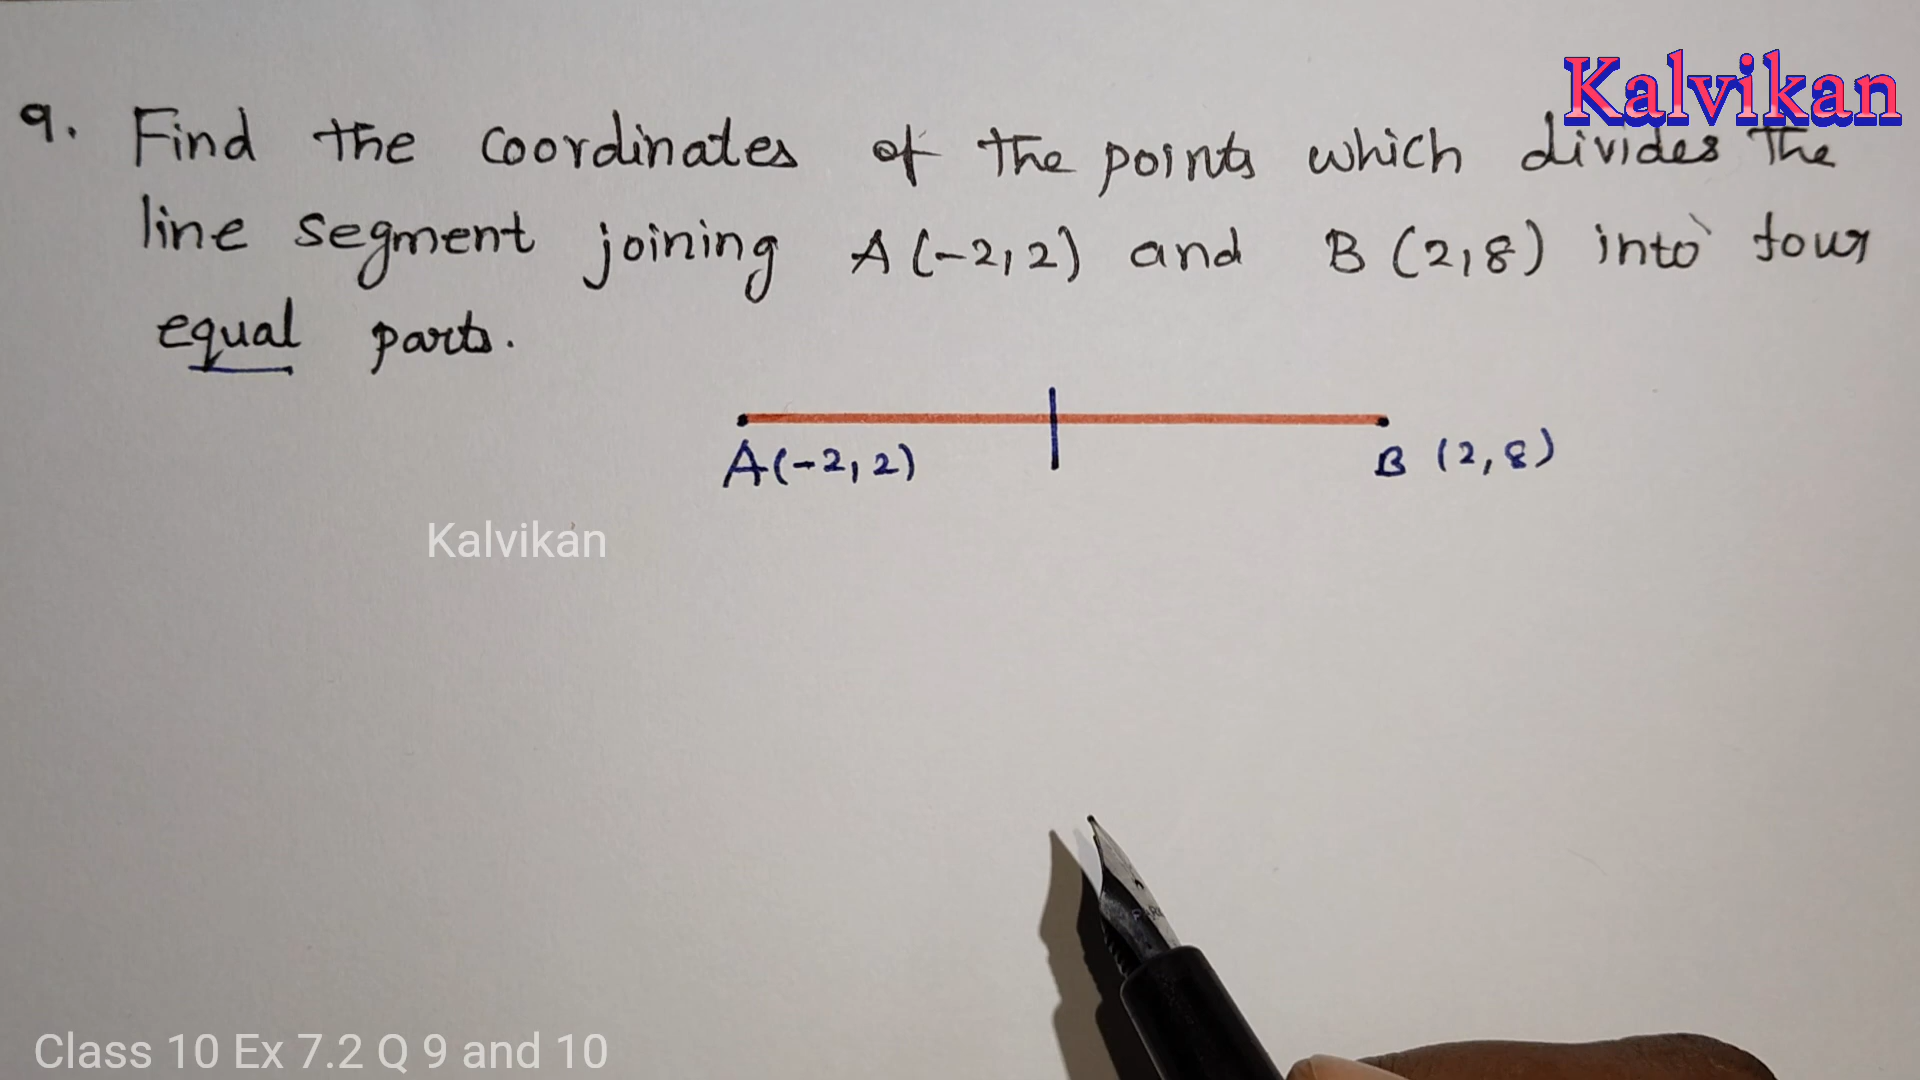 Kalvikan
9. Find the coordinates of the points which divides the
line segment joining A(-2,2) and B (2,8) into four
equal parts.
A(-2,2)
B (2,8)
Kalvikan
Class 10 Ex 7.2 Q 9 and 10